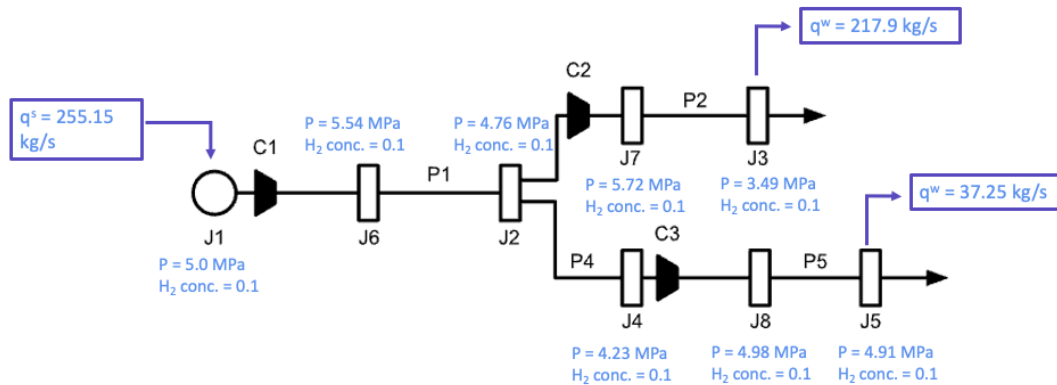 qʷ = 217.9 kg/s
C2
qˢ = 255.15
kg/s
P2
P = 5.54 MPa
H₂ conc. = 0.1
P = 4.76 MPa
H₂ conc. = 0.1
C1
J7
J3
P1
P = 5.72 MPa
H₂ conc. = 0.1
P = 3.49 MPa
H₂ conc. = 0.1
qʷ = 37.25 kg/s
J1
J6
J2
C3
P = 5.0 MPa
H₂ conc. = 0.1
P4
P5
J4
J8
J5
P = 4.23 MPa
H₂ conc. = 0.1
P = 4.98 MPa
H₂ conc. = 0.1
P = 4.91 MPa
H₂ conc. = 0.1